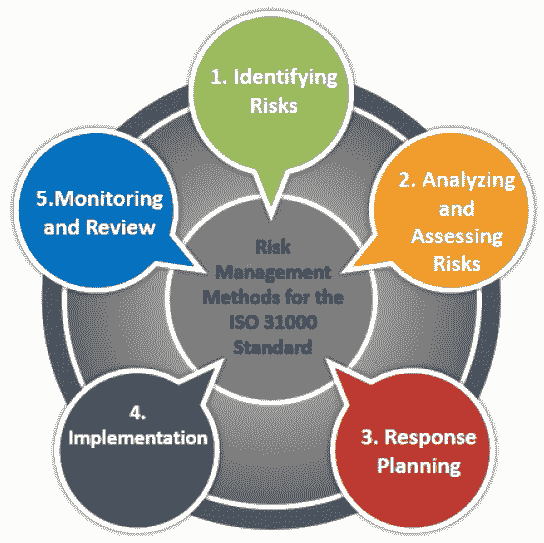 1. Identifying
Risks
2. Analyzing
and
Assessing
Risks
3. Response
Planning
4.
Implementation
5.Monitoring
and Review
Risk
Management
Methods for the
ISO 31000
Standard